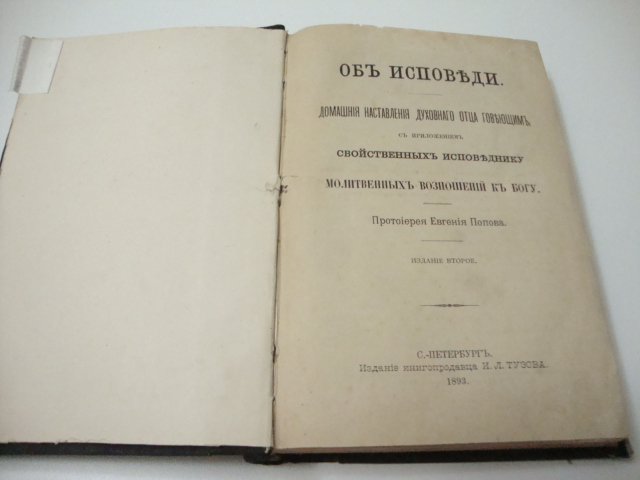 ОБЪ ИСПОВѢДИ.
ДОМАШНІЯ НАСТАВЛЕНІЯ ДУХОВНАГО ОТЦА ГОВѢЮЩИМЪ,
СЪ ПРИЛОЖЕНІЕМЪ
СВОЙСТВЕННЫХЪ ИСПОВѢДНИКУ
МОЛИТВЕННЫХЪ ВОЗНОШЕНІЙ КЪ БОГУ.
Протоіерея Евгенія Попова.
ИЗДАНІЕ ВТОРОЕ.
С.-ПЕТЕРБУРГЪ.
Изданіе книгопродавца И. Л. ТУЗОВА.
1893.